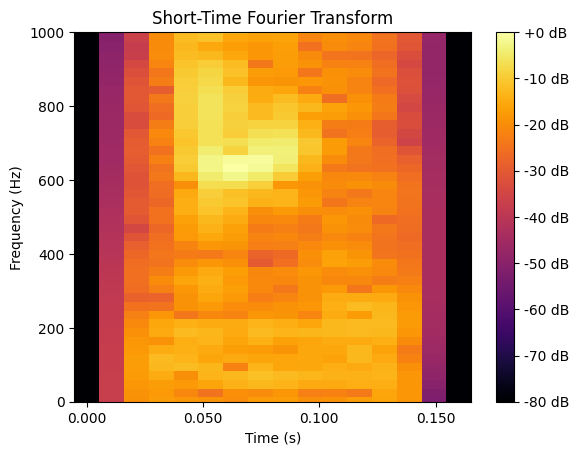 Short-Time Fourier Transform
Frequency (Hz)
1000
800
600
400
200
0
0.000
0.050
0.100
0.150
Time (s)
+0 dB
-10 dB
-20 dB
-30 dB
-40 dB
-50 dB
-60 dB
-70 dB
-80 dB